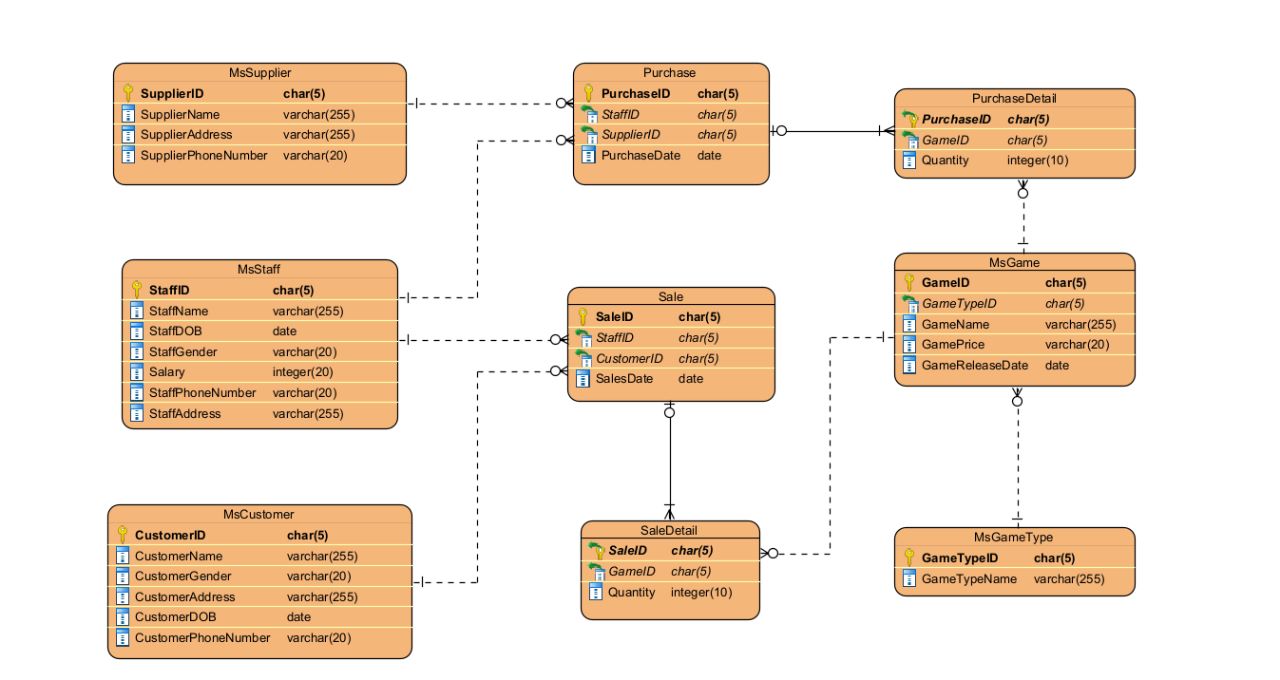 MsSupplier
SupplierID char(5)
SupplierName varchar(255)
SupplierAddress varchar(255)
SupplierPhoneNumber varchar(20)
Purchase
PurchaseID char(5)
StaffID char(5)
SupplierID char(5)
PurchaseDate date
PurchaseDetail
PurchaseID char(5)
GameID char(5)
Quantity integer(10)
MsStaff
StaffID char(5)
StaffName varchar(255)
StaffDOB date
StaffGender varchar(20)
Salary integer(20)
StaffPhoneNumber varchar(20)
StaffAddress varchar(255)
Sale
SaleID char(5)
StaffID char(5)
CustomerID char(5)
SalesDate date
MsGame
GameID char(5)
GameTypeID char(5)
GameName varchar(255)
GamePrice varchar(20)
GameReleaseDate date
MsCustomer
CustomerID char(5)
CustomerName varchar(255)
CustomerGender varchar(20)
CustomerAddress varchar(255)
CustomerDOB date
CustomerPhoneNumber varchar(20)
SaleDetail
SaleID char(5)
GameID char(5)
Quantity integer(10)
MsGameType
GameTypeID char(5)
GameTypeName varchar(255)